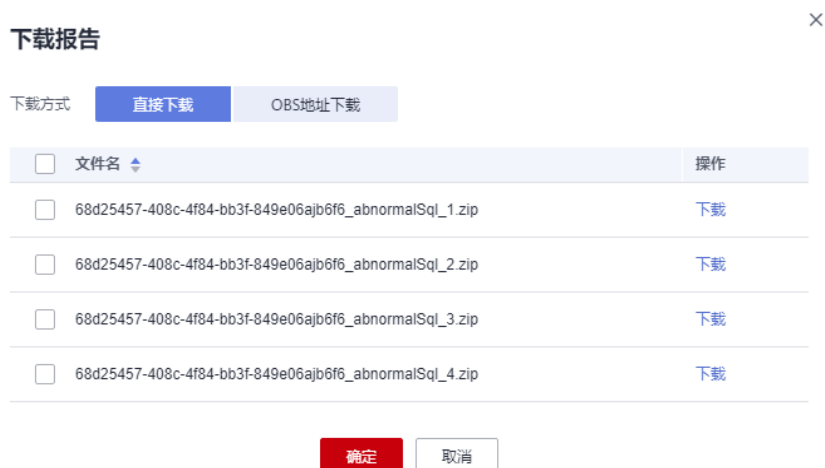 下载报告
下载方式 直接下载 OBS地址下载
文件名 操作
68d25457-408c-4f84-bb3f-849e06ajb6f6_abnormalSql_1.zip 下载
68d25457-408c-4f84-bb3f-849e06ajb6f6_abnormalSql_2.zip 下载
68d25457-408c-4f84-bb3f-849e06ajb6f6_abnormalSql_3.zip 下载
68d25457-408c-4f84-bb3f-849e06ajb6f6_abnormalSql_4.zip 下载
确定 取消